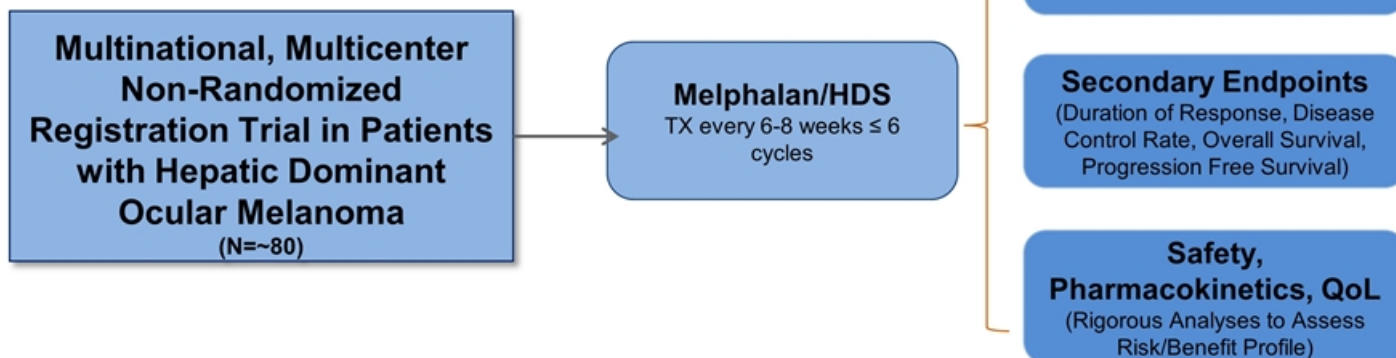 Multinational, Multicenter
Non-Randomized
Registration Trial in Patients
with Hepatic Dominant
Ocular Melanoma
(N=~80)
Melphalan/HDS
TX every 6-8 weeks ≤ 6
cycles
Secondary Endpoints
(Duration of Response, Disease
Control Rate, Overall Survival,
Progression Free Survival)
Safety,
Pharmacokinetics, QoL
(Rigorous Analyses to Assess
Risk/Benefit Profile)